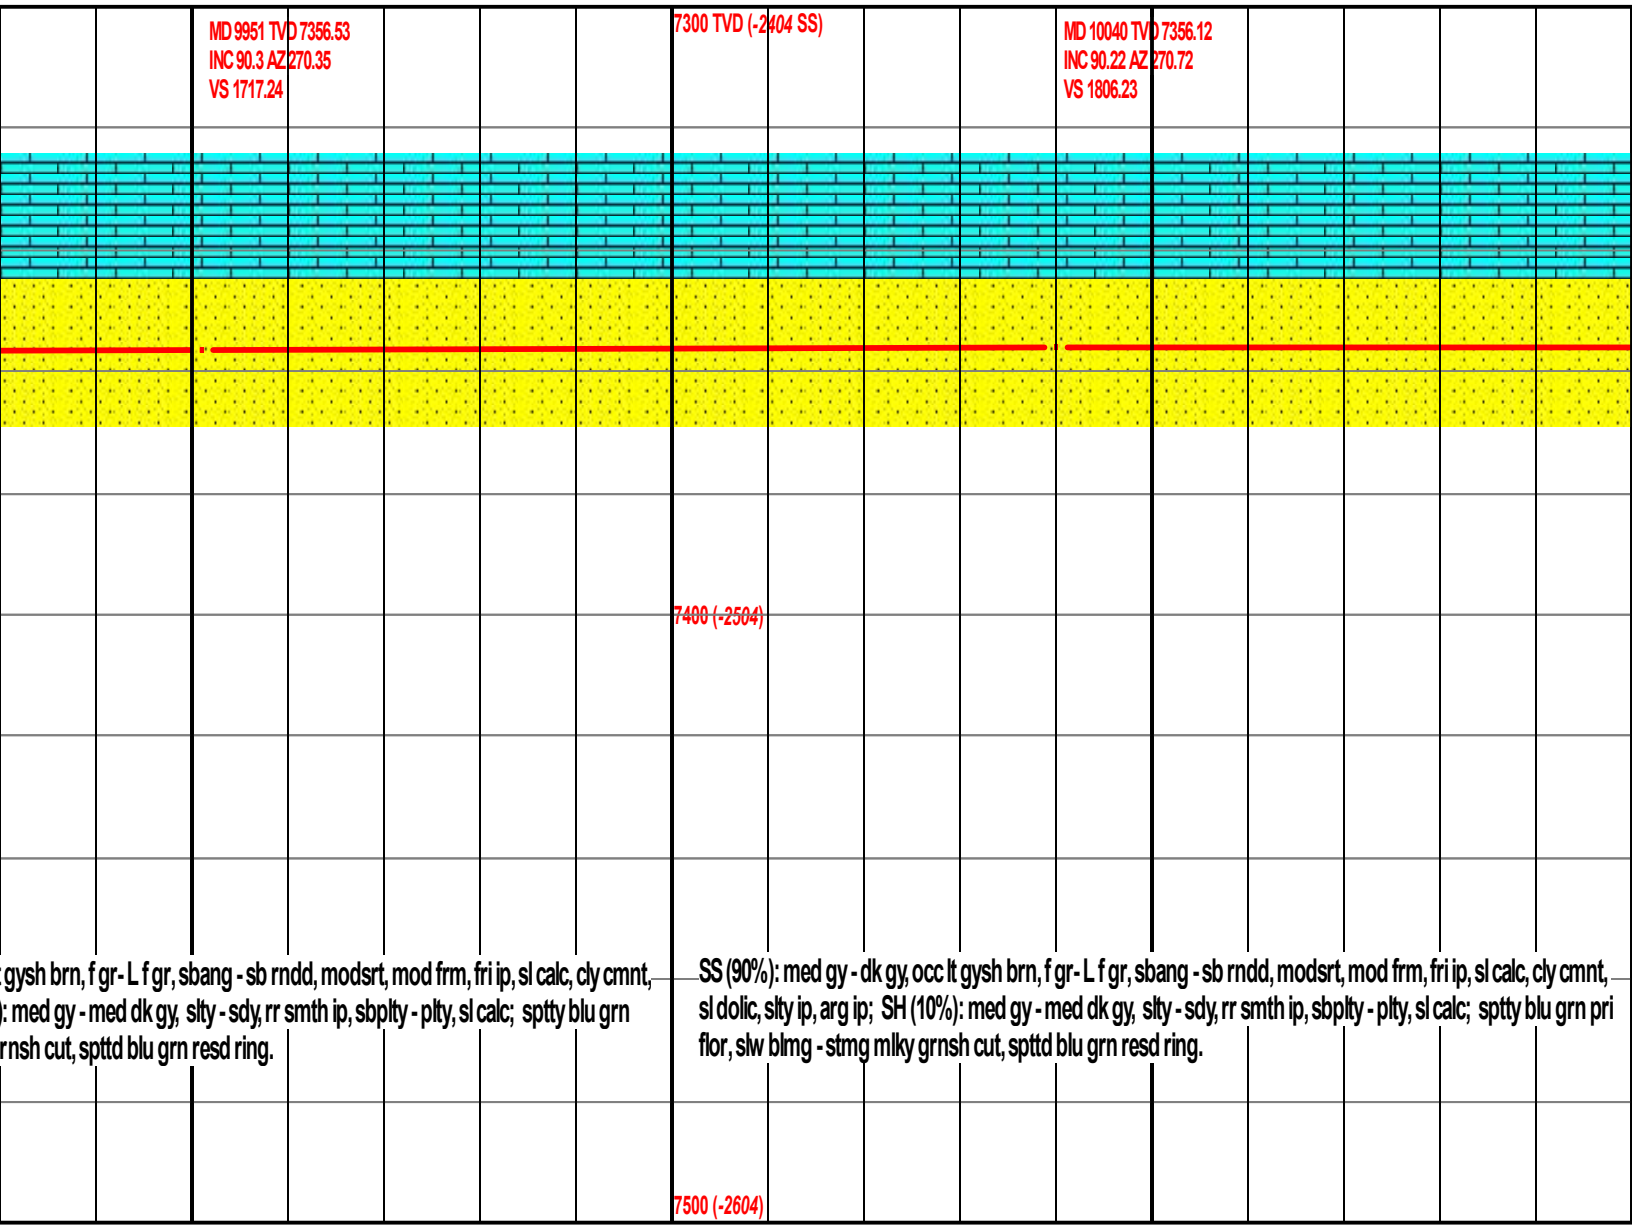 MD 9951 TVD 7356.53
INC 90.3 AZ 270.35
VS 1717.24
7300 TVD (-2404 SS)
MD 10040 TVD 7356.12
INC 90.22 AZ 270.72
VS 1806.23
7400 (-2504)
gysh brn, f gr- L f gr, sbang - sb rndd, modsrt, mod frm, fri ip, sl calc, cly cmnt,
): med gy - med dk gy, slty - sdy, rr smth ip, sbplty - plty, sl calc; sptty blu grn
rnsh cut, spttd blu grn resd ring.
SS (90%): med gy - dk gy, occ lt gysh brn, f gr- L f gr, sbang - sb rndd, modsrt, mod frm, fri ip, sl calc, cly cmnt,
sl dolic, slty ip, arg ip; SH (10%): med gy - med dk gy, slty - sdy, rr smth ip, sbplty - plty, sl calc; sptty blu grn pri
flor, slw blmg - stmg mlky grnsh cut, spttd blu grn resd ring.
7500 (-2604)